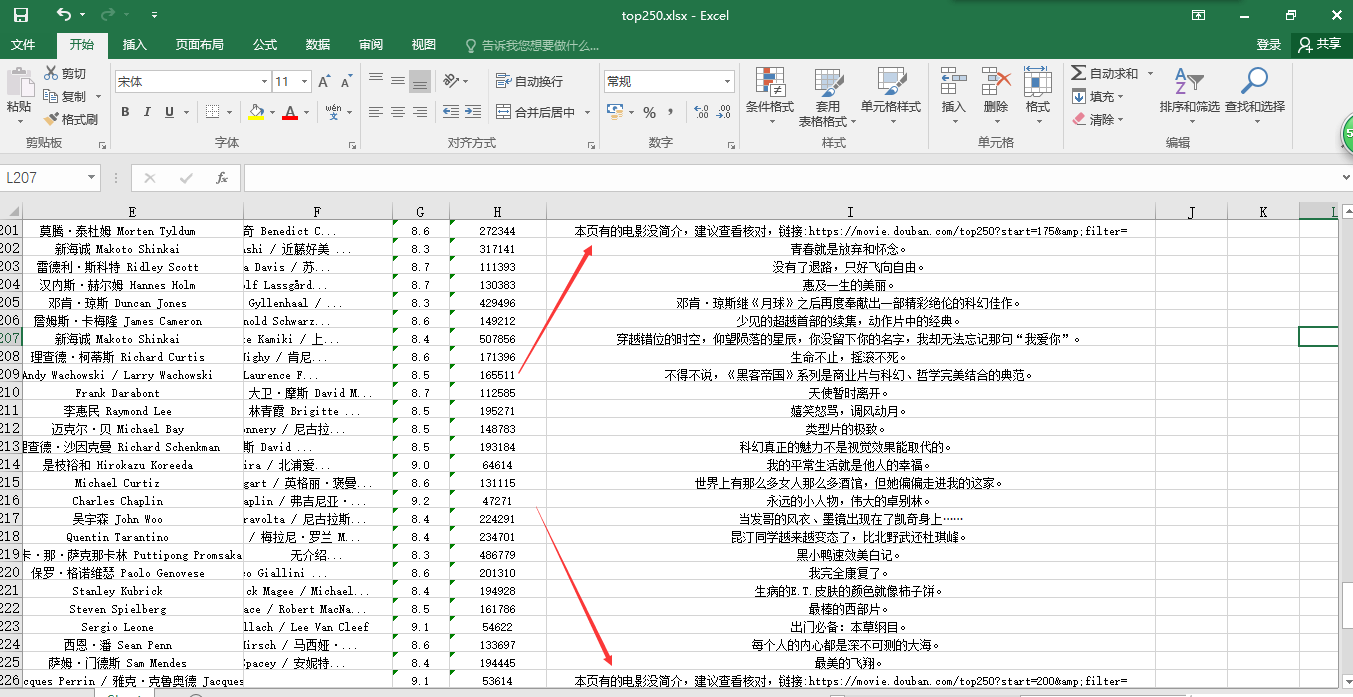 top250.xlsx - Excel
文件 开始 插入 页面布局 公式 数据 审阅 视图 告诉我您想要做什么... 登录 共享
粘贴 剪切 复制 格式刷 剪贴板
宋体 11 B I U A wén 文 字体
自动换行 合并后居中 对齐方式
常规 % , 数字
条件格式 套用表格格式 单元格样式 样式
插入 删除 格式 单元格
自动求和 填充 清除 排序和筛选 查找和选择 编辑
L207 fx
E F G H I J K L
201 莫腾·泰杜姆 Morten Tyldum 奇 Benedict C... 8.6 272344 本页有的电影没简介，建议查看核对，链接:https://movie.douban.com/top250?start=175&amp;filter=
202 新海诚 Makoto Shinkai shi / 近藤好美 ... 8.3 317141 青春就是放弃和怀念。
203 雷德利·斯科特 Ridley Scott a Davis / 苏... 8.7 111393 没有了退路，只好飞向自由。
204 汉内斯·赫尔姆 Hannes Holm lf Lassgård... 8.7 130383 惠及一生的美丽。
205 邓肯·琼斯 Duncan Jones Gyllenhaal / ... 8.3 429496 邓肯·琼斯继《月球》之后再度奉献出一部精彩绝伦的科幻佳作。
206 詹姆斯·卡梅隆 James Cameron nold Schwarz... 8.6 149212 少见的超越首部的续集，动作片中的经典。
207 新海诚 Makoto Shinkai e Kamiki / 上... 8.4 507856 穿越错位的时空，仰望陨落的星辰，你没留下你的名字，我却无法忘记那句“我爱你”。
208 理查德·柯蒂斯 Richard Curtis Nighy / 肯尼... 8.6 171396 生命不止，摇滚不死。
209 Andy Wachowski / Larry Wachowski Laurence F... 8.5 165511 不得不说，《黑客帝国》系列是商业片与科幻、哲学完美结合的典范。
210 Frank Darabont 大卫·摩斯 David M... 8.7 112585 天使暂时离开。
211 李惠民 Raymond Lee 林青霞 Brigitte ... 8.5 195271 嬉笑怒骂，调风动月。
212 迈克尔·贝 Michael Bay onnery / 尼古拉... 8.5 148783 类型片的极致。
213 理查德·沙因克曼 Richard Schenkman 斯 David ... 8.5 193184 科幻真正的魅力不是视觉效果能取代的。
214 是枝裕和 Hirokazu Koreeda ira / 北浦爱... 9.0 64614 我的平常生活就是他人的幸福。
215 Michael Curtiz gart / 英格丽·褒曼... 8.6 131115 世界上有那么多女人那么多酒馆，但她偏偏走进我的这家。
216 Charles Chaplin aplin / 弗吉尼亚·... 9.2 47271 永远的小人物，伟大的卓别林。
217 吴宇森 John Woo ravolta / 尼古拉斯... 8.4 224291 当发哥的风衣、墨镜出现在了凯奇身上……
218 Quentin Tarantino / 梅拉尼·罗兰 M... 8.4 234701 昆汀同学越来越变态了，比北野武还杜琪峰。
219 卡·那·萨克那卡林 Puttipong Promsaka 无介绍... 8.3 486779 黑小鸭速效美白记。
220 保罗·格诺维瑟 Paolo Genovese o Giallini ... 8.6 201310 我完全康复了。
221 Stanley Kubrick ck Magee / Michael... 8.4 194928 生病的E.T.皮肤的颜色就像柿子饼。
222 Steven Spielberg ace / Robert MacNa... 8.5 161786 最棒的西部片。
223 Sergio Leone llach / Lee Van Cleef 9.1 54622 出门必备：本草纲目。
224 西恩·潘 Sean Penn Hirsch / 马西娅·... 8.6 133697 每个人的内心都是深不可测的大海。
225 萨姆·门德斯 Sam Mendes Spacey / 安妮特... 8.4 194445 最美的飞翔。
226 cques Perrin / 雅克·克鲁奥德 Jacques 9.1 53614 本页有的电影没简介，建议查看核对，链接:https://movie.douban.com/top250?start=200&amp;filter=